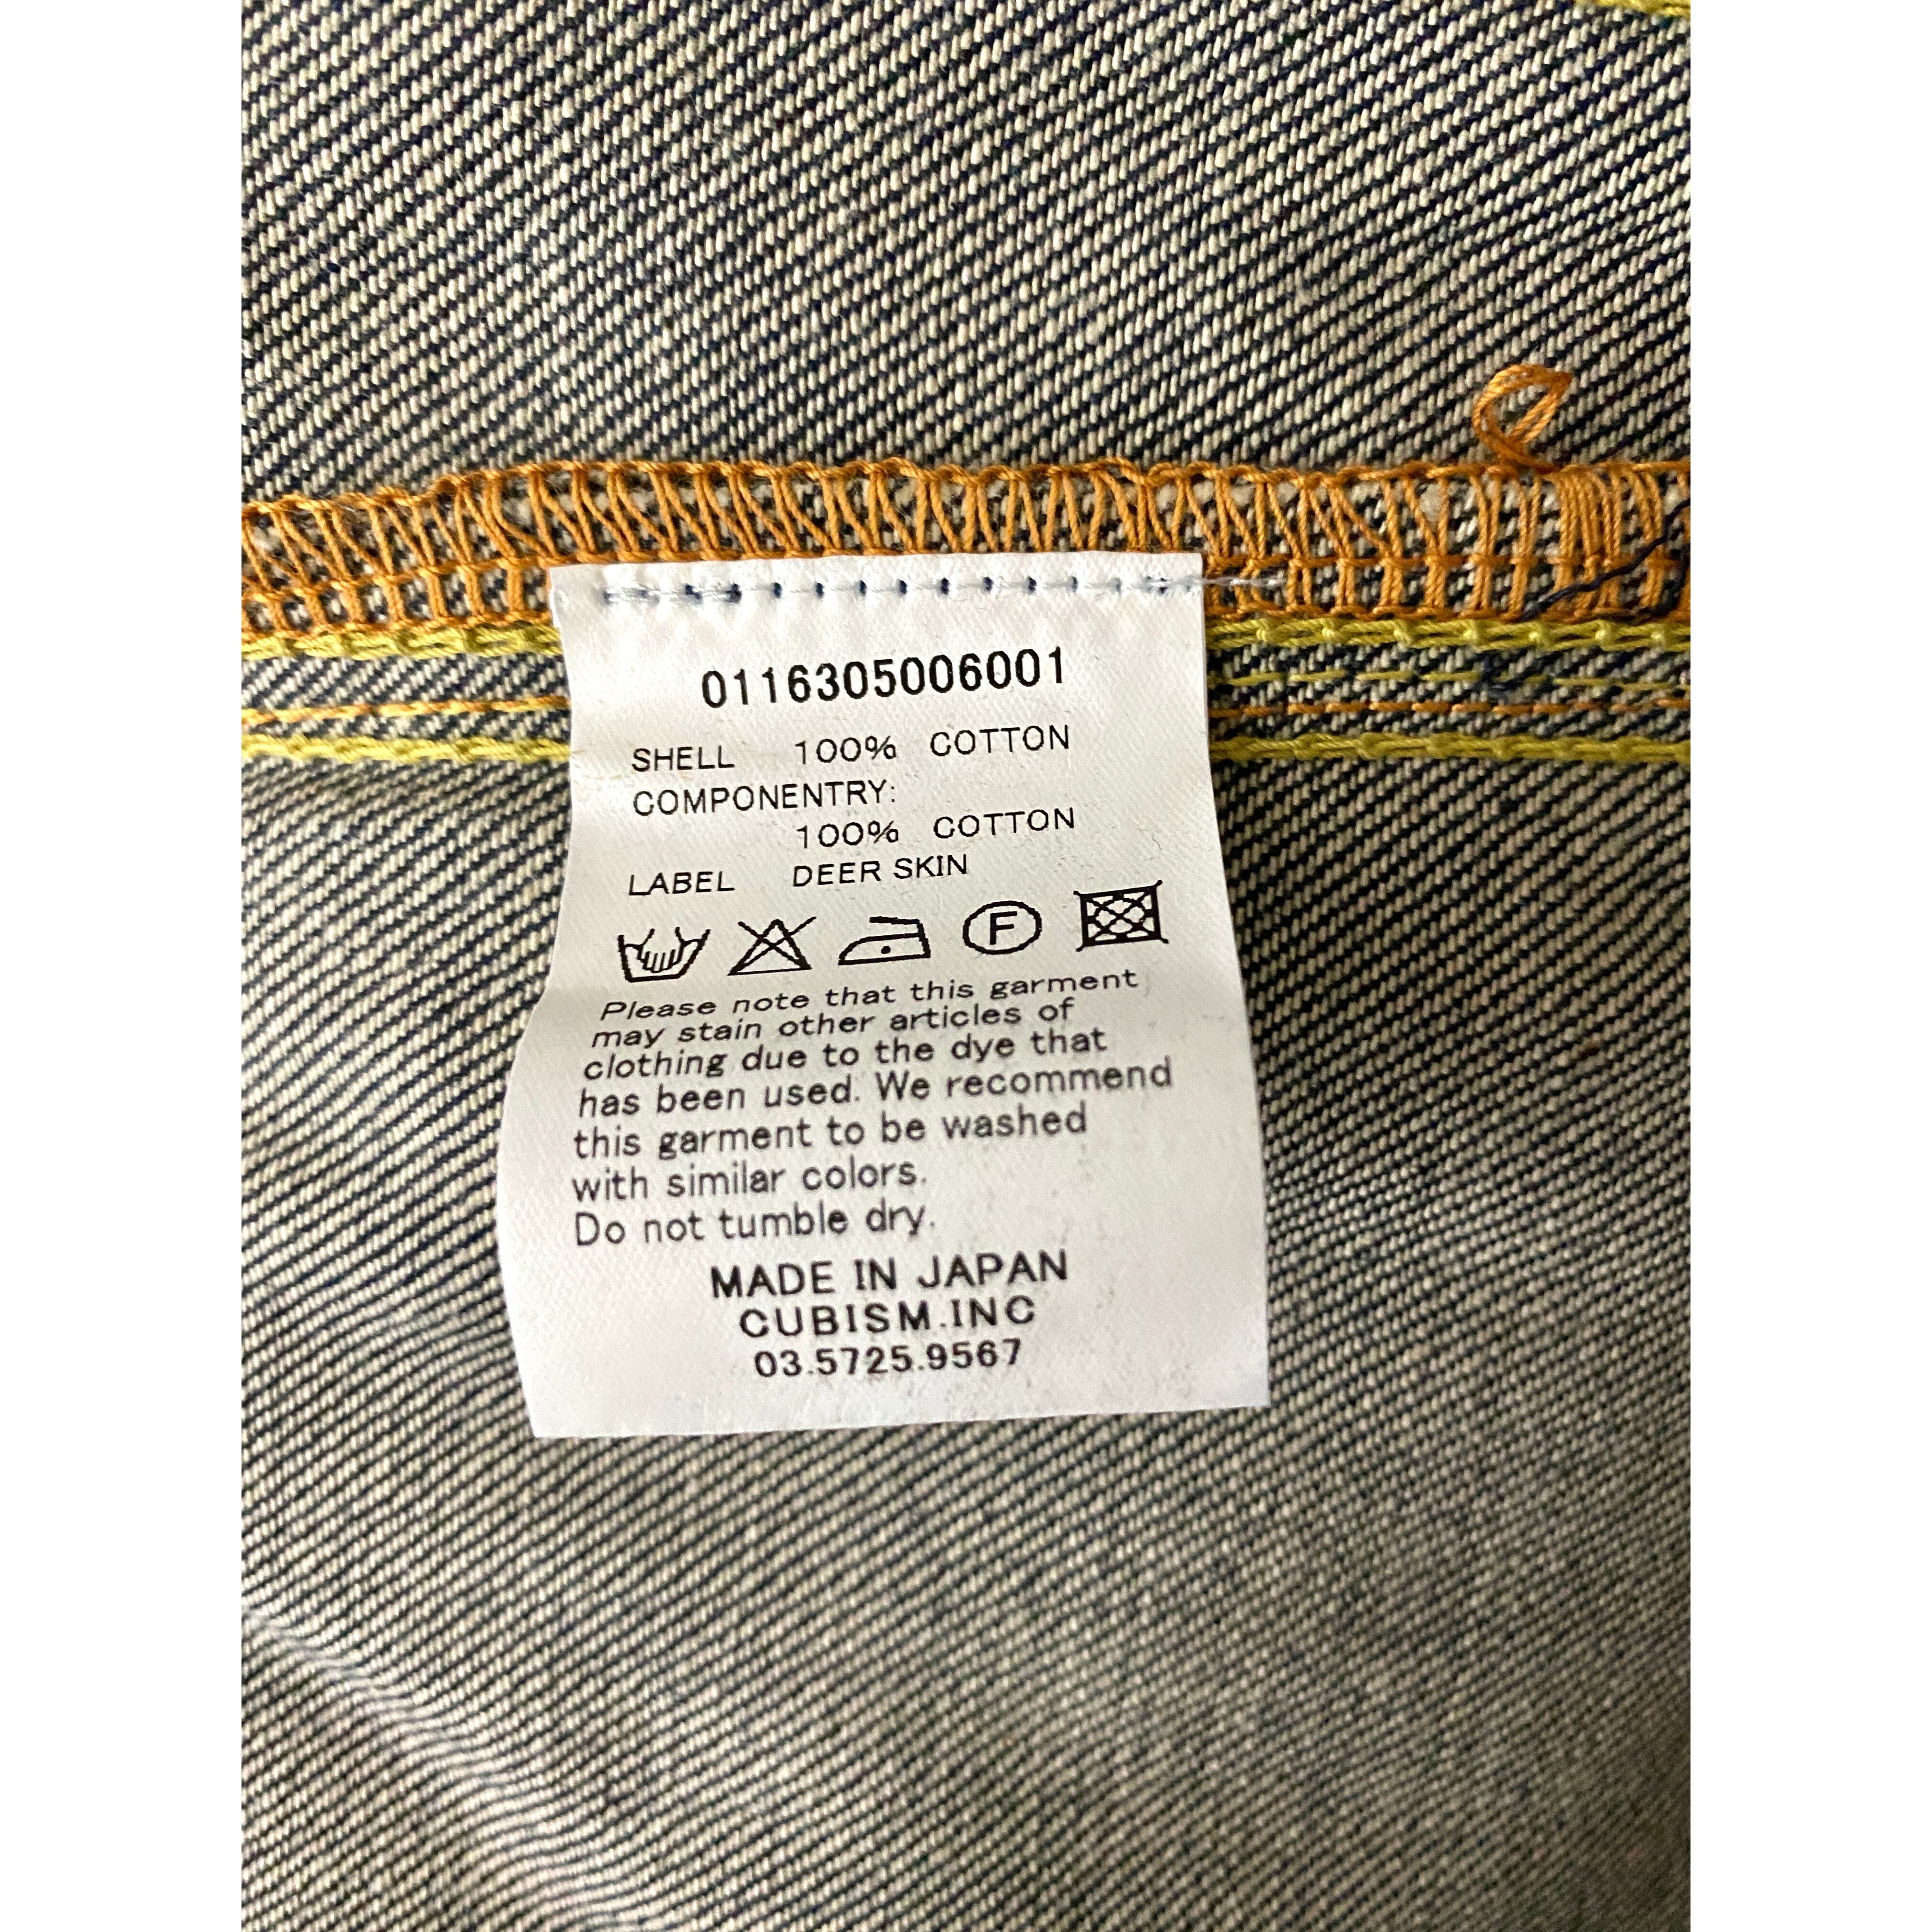 0116305006001
SHELL 100% COTTON
COMPONENTRY:
100% COTTON
LABEL DEER SKIN
F
Please note that this garment
may stain other articles of
clothing due to the dye that
has been used. We recommend
this garment to be washed
with similar colors.
Do not tumble dry.
MADE IN JAPAN
CUBISM.INC
03.5725.9567